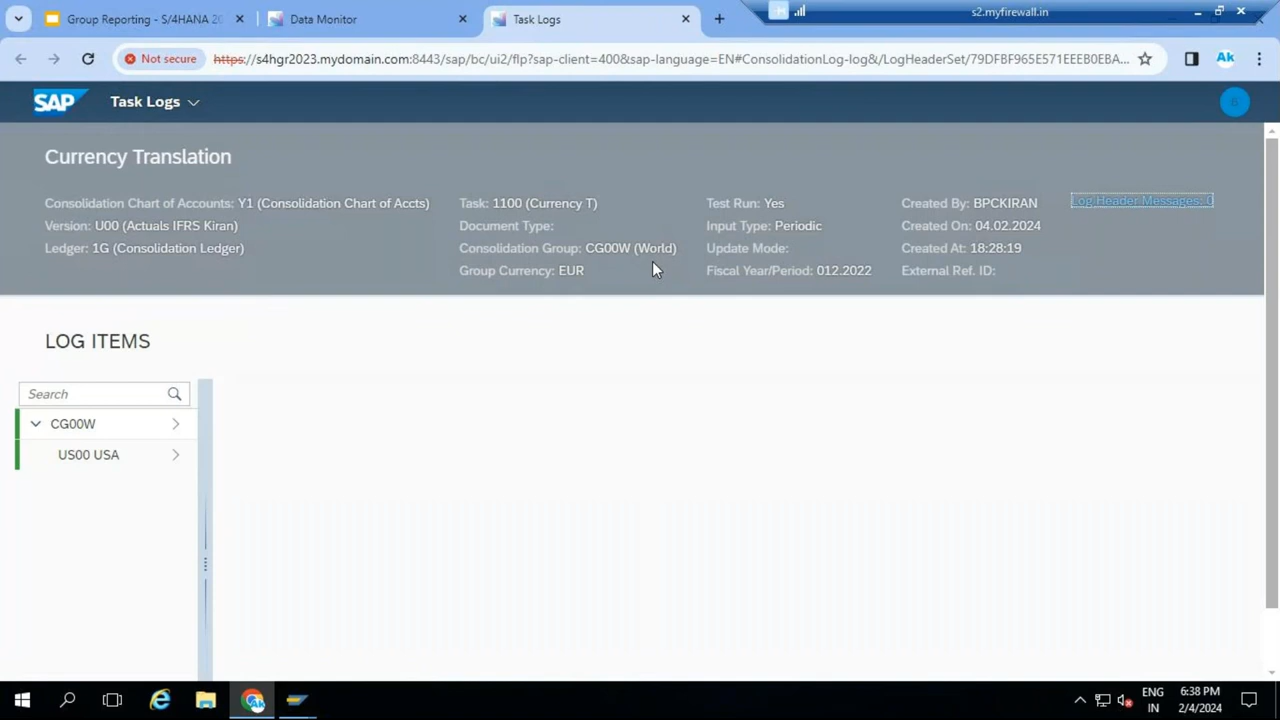 Group Reporting - S/4HANA 20
Data Monitor
Task Logs
s2.myfirewall.in
Not secure
https://s4hgr2023.mydomain.com:8443/sap/bc/ui2/flp?sap-client=400&sap-language=EN#ConsolidationLog-log&/LogHeaderSet/79DFBF965E571EEEB0EBA...
Ak
SAP
Task Logs
Currency Translation
Consolidation Chart of Accounts: Y1 (Consolidation Chart of Accts)
Version: U00 (Actuals IFRS Kiran)
Ledger: 1G (Consolidation Ledger)
Task: 1100 (Currency T)
Document Type:
Consolidation Group: CG00W (World)
Group Currency: EUR
Test Run: Yes
Input Type: Periodic
Update Mode:
Fiscal Year/Period: 012.2022
Created By: BPCKIRAN
Created On: 04.02.2024
Created At: 18:28:19
External Ref. ID:
Log Header Messages: 0
LOG ITEMS
Search
CG00W
US00 USA
Ak
ENG
IN
6:38 PM
2/4/2024